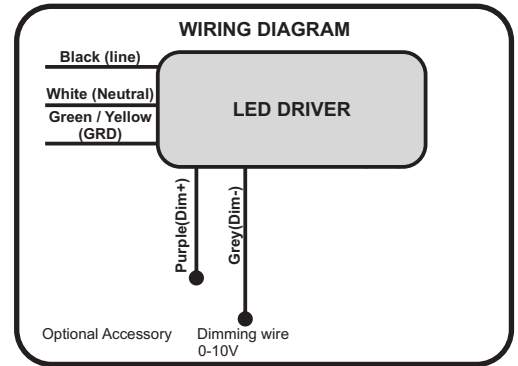 WIRING DIAGRAM
Black (line)
White (Neutral)
Green / Yellow
(GRD)
LED DRIVER
Purple(Dim+)
Grey(Dim-)
Optional Accessory
Dimming wire
0-10V